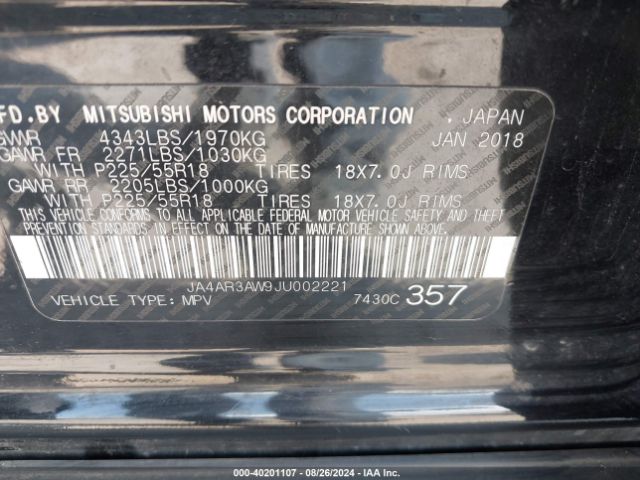 FD.BY MITSUBISHI MOTORS CORPORATION . JAPAN
GVWR 4343LBS/1970KG JAN 2018
GAWR FR 2271LBS/1030KG
WITH P225/55R18 TIRES 18X7.0J RIMS
GAWR RR 2205LBS/1000KG
WITH P225/55R18 TIRES 18X7.0J RIMS
THIS VEHICLE CONFORMS TO ALL APPLICABLE FEDERAL MOTOR VEHICLE SAFETY AND THEFT
PREVENTION STANDARDS IN EFFECT ON THE DATE OF MANUFACTURE SHOWN ABOVE.
JA4AR3AW9JU002221
VEHICLE TYPE: MPV 7430C 357
000-40201107 - 08/26/2024 - IAA Inc.